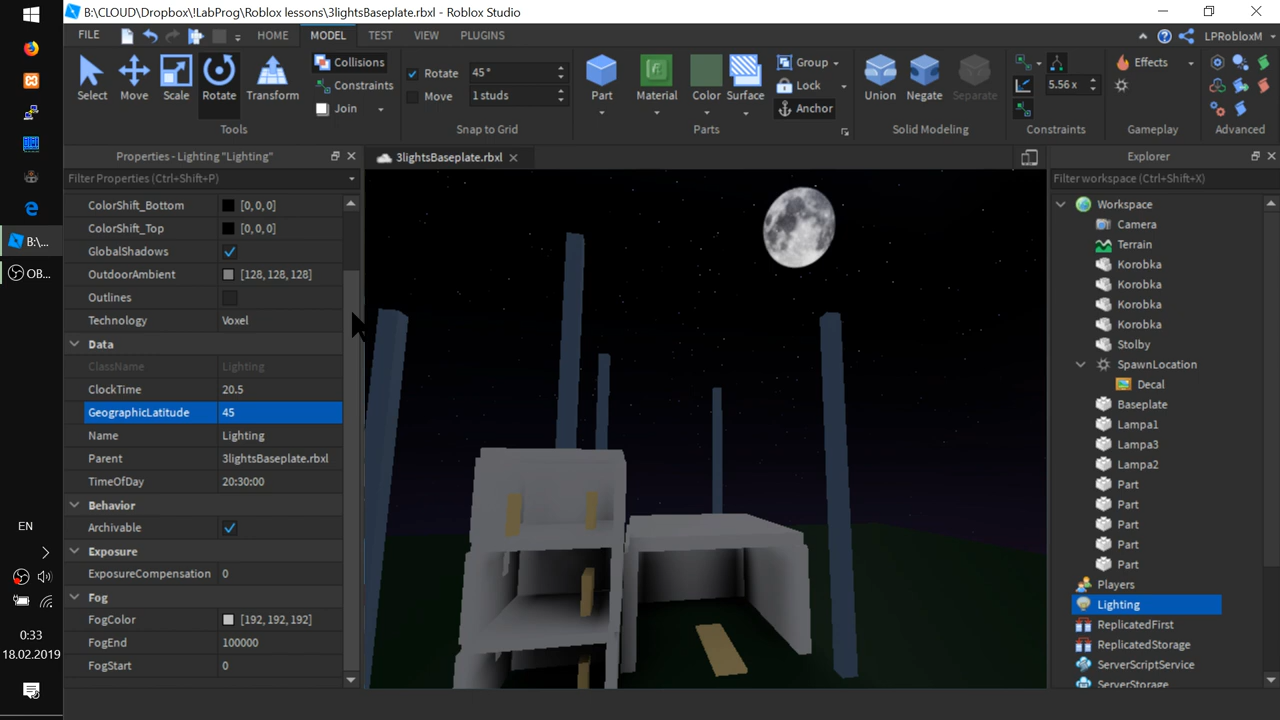 B:\CLOUD\Dropbox\!LabProg\Roblox lessons\3lightsBaseplate.rbxl - Roblox Studio
FILE HOME MODEL TEST VIEW PLUGINS LPRobloxM
Select Move Scale Rotate Transform
Collisions
Constraints
Join
Tools
Rotate 45°
Move 1 studs
Snap to Grid
Part Material Color Surface
Group
Lock
Anchor
Parts
Union Negate Separate
Solid Modeling
5.56 x
Constraints
Effects
Gameplay
Advanced
Properties - Lighting "Lighting"
Filter Properties (Ctrl+Shift+P)
ColorShift_Bottom [0, 0, 0]
ColorShift_Top [0, 0, 0]
GlobalShadows
OutdoorAmbient [128, 128, 128]
Outlines
Technology Voxel
Data
ClassName Lighting
ClockTime 20.5
GeographicLatitude 45
Name Lighting
Parent 3lightsBaseplate.rbxl
TimeOfDay 20:30:00
Behavior
Archivable
Exposure
ExposureCompensation 0
Fog
FogColor [192, 192, 192]
FogEnd 100000
FogStart 0
3lightsBaseplate.rbxl
Explorer
Filter workspace (Ctrl+Shift+X)
Workspace
Camera
Terrain
Korobka
Korobka
Korobka
Korobka
Stolby
SpawnLocation
Decal
Baseplate
Lampa1
Lampa3
Lampa2
Part
Part
Part
Part
Part
Players
Lighting
ReplicatedFirst
ReplicatedStorage
ServerScriptService
ServerStorage
B:\...
OB...
EN
0:33
18.02.2019